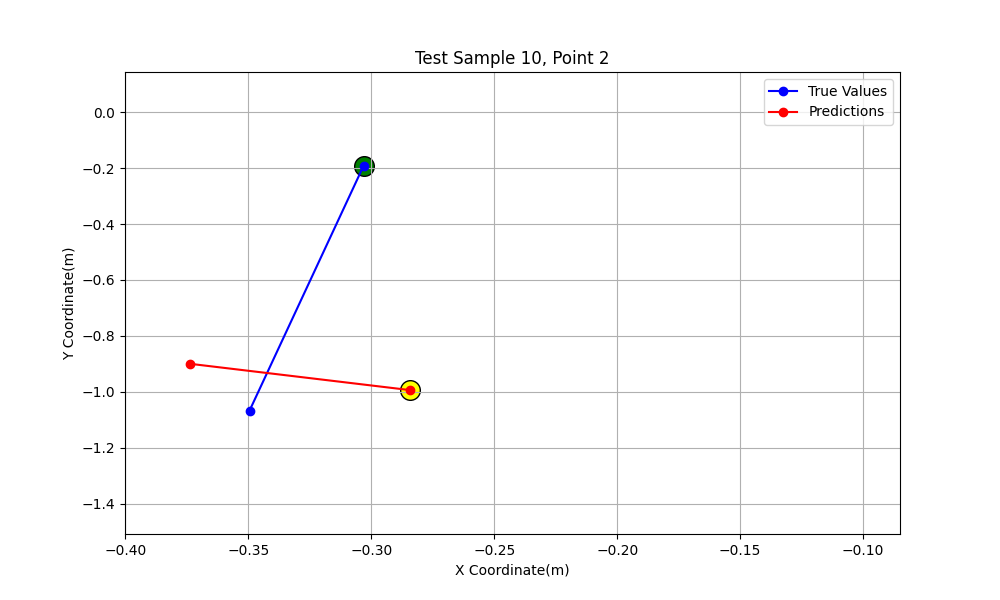 Test Sample 10, Point 2
True Values
Predictions
0.0
−0.2
−0.4
−0.6
−0.8
−1.0
−1.2
−1.4
Y Coordinate(m)
−0.40 −0.35 −0.30 −0.25 −0.20 −0.15 −0.10
X Coordinate(m)